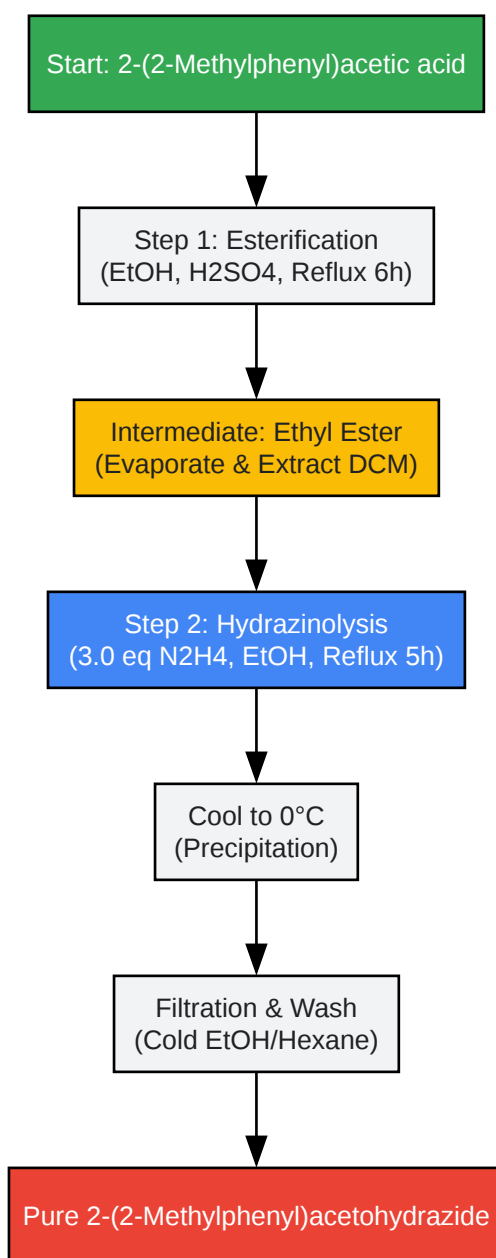 Start: 2-(2-Methylphenyl)acetic acid
Step 1: Esterification
(EtOH, H2SO4, Reflux 6h)
Intermediate: Ethyl Ester
(Evaporate & Extract DCM)
Step 2: Hydrazinolysis
(3.0 eq N2H4, EtOH, Reflux 5h)
Cool to 0°C
(Precipitation)
Filtration & Wash
(Cold EtOH/Hexane)
Pure 2-(2-Methylphenyl)acetohydrazide